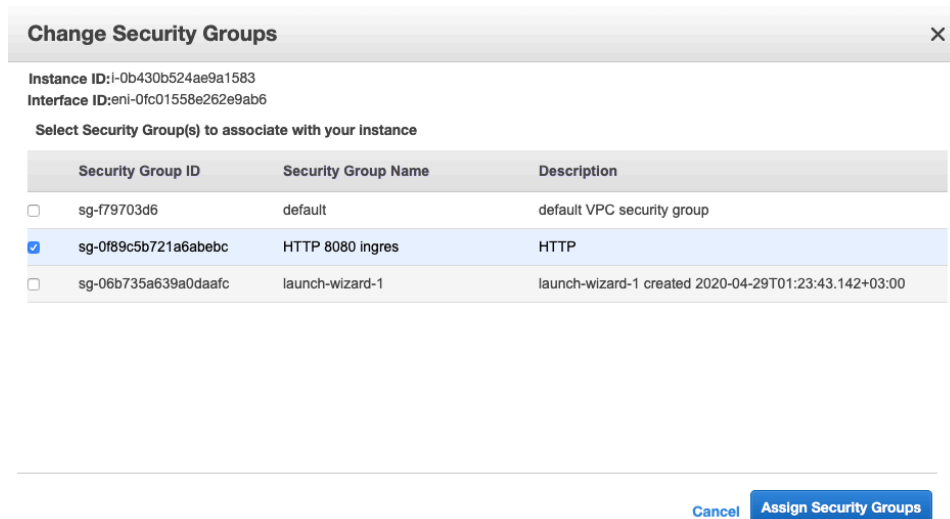 Change Security Groups
Instance ID:i-0b430b524ae9a1583
Interface ID:eni-0fc01558e262e9ab6
Select Security Group(s) to associate with your instance
Security Group ID Security Group Name Description
sg-f79703d6 default default VPC security group
sg-0f89c5b721a6abebc HTTP 8080 ingres HTTP
sg-06b735a639a0daafc launch-wizard-1 launch-wizard-1 created 2020-04-29T01:23:43.142+03:00
Cancel Assign Security Groups